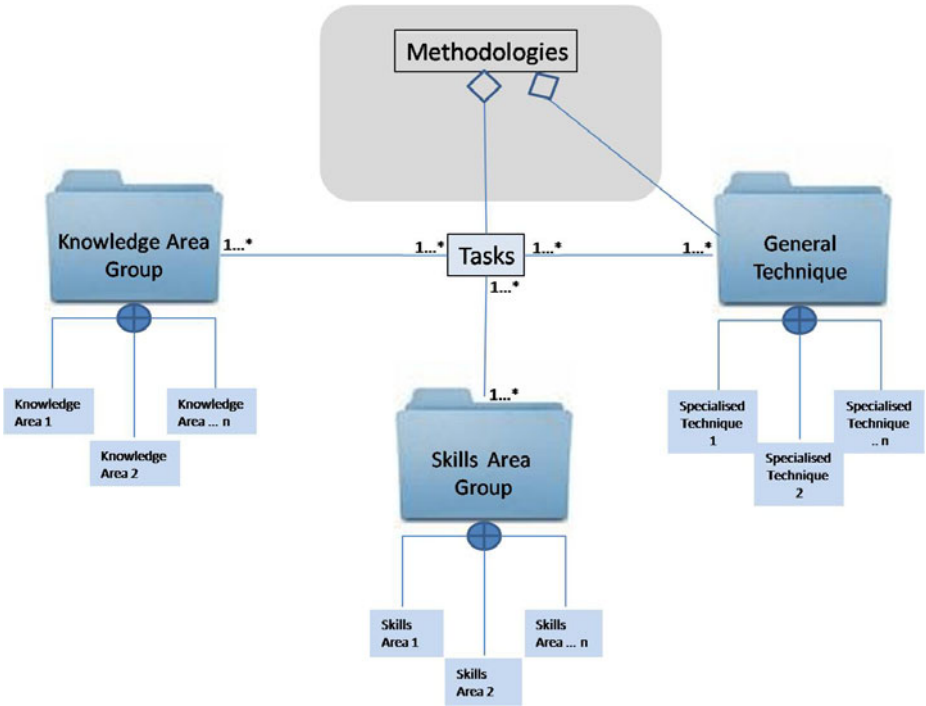 Methodologies
Knowledge Area
Group
1...*
1...*
Tasks
1...*
1...*
General
Technique
1...*
Knowledge
Area 1
Knowledge
Area 2
Knowledge
Area ... n
1...*
Skills Area
Group
Specialised
Technique
1
Specialised
Technique
2
Specialised
Technique
.. n
Skills
Area 1
Skills
Area 2
Skills
Area ... n